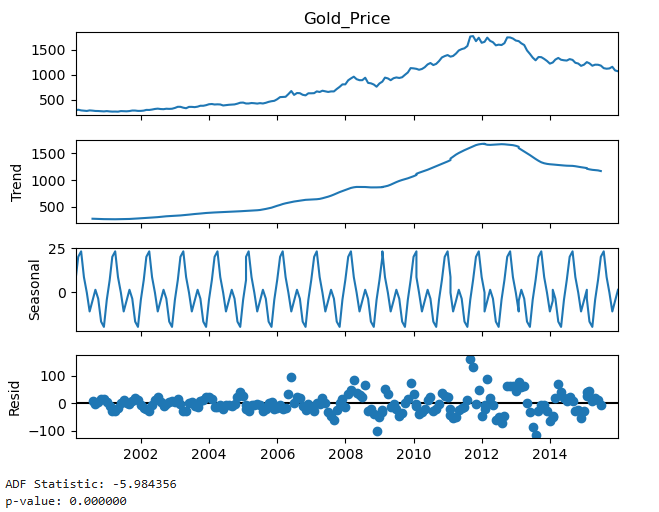 Gold_Price
1500
1000
500
Trend
1500
1000
500
Seasonal
25
0
Resid
100
0
−100
2002 2004 2006 2008 2010 2012 2014
ADF Statistic: -5.984356
p-value: 0.000000